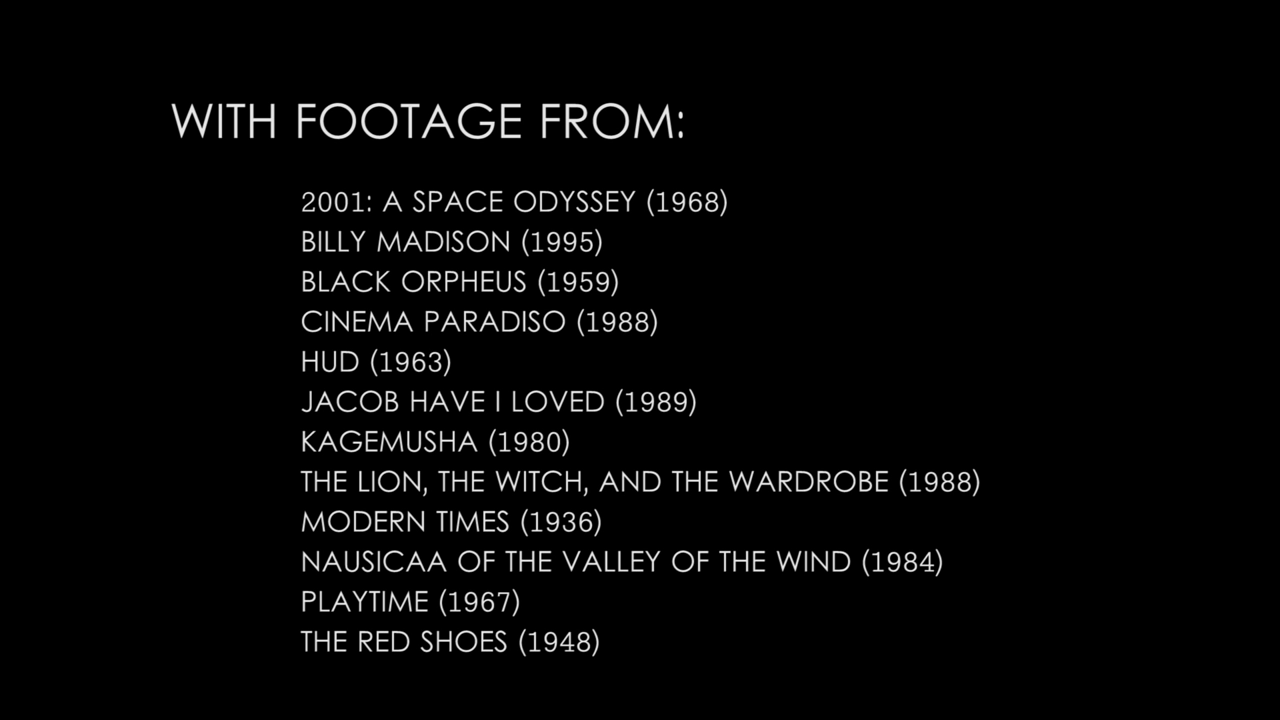 WITH FOOTAGE FROM:
2001: A SPACE ODYSSEY (1968)
BILLY MADISON (1995)
BLACK ORPHEUS (1959)
CINEMA PARADISO (1988)
HUD (1963)
JACOB HAVE I LOVED (1989)
KAGEMUSHA (1980)
THE LION, THE WITCH, AND THE WARDROBE (1988)
MODERN TIMES (1936)
NAUSICAA OF THE VALLEY OF THE WIND (1984)
PLAYTIME (1967)
THE RED SHOES (1948)